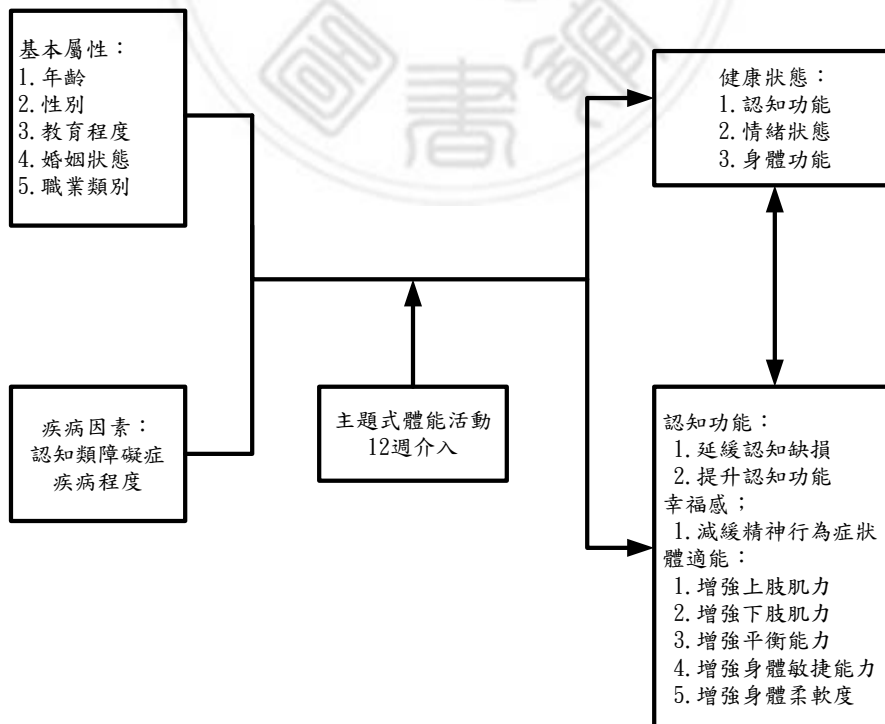 基本屬性：
1.年齡
2.性別
3.教育程度
4.婚姻狀態
5.職業類別
疾病因素：
認知類障礙症
疾病程度
主題式體能活動
12週介入
健康狀態：
1.認知功能
2.情緒狀態
3.身體功能
認知功能：
1.延緩認知缺損
2.提升認知功能
幸福感；
1.減緩精神行為症狀
體適能：
1.增強上肢肌力
2.增強下肢肌力
3.增強平衡能力
4.增強身體敏捷能力
5.增強身體柔軟度
書